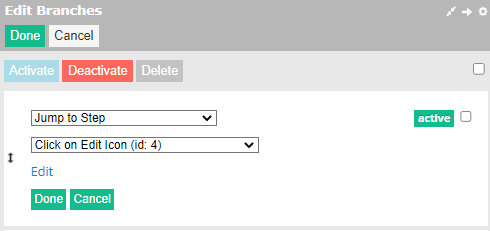 Edit Branches
Done Cancel
Activate Deactivate Delete
Jump to Step active
Click on Edit Icon (id: 4)
Edit
Done Cancel